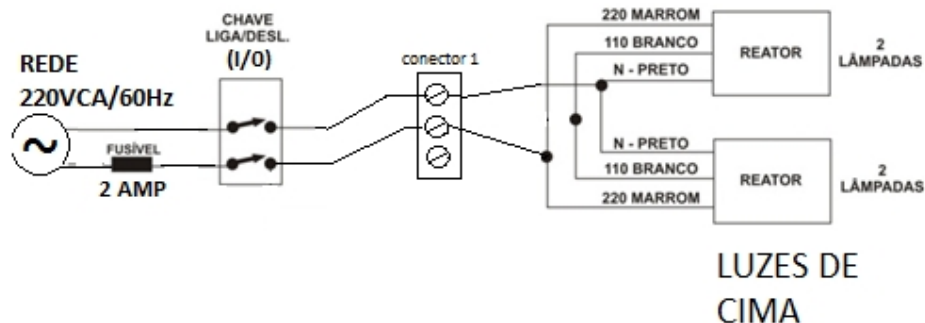 REDE
220VCA/60Hz
~
FUSÍVEL
2 AMP
CHAVE
LIGA/DESL.
(I/0)
conector 1
220 MARROM
110 BRANCO
N - PRETO
REATOR
2
LÂMPADAS
N - PRETO
110 BRANCO
220 MARROM
REATOR
2
LÂMPADAS
LUZES DE
CIMA